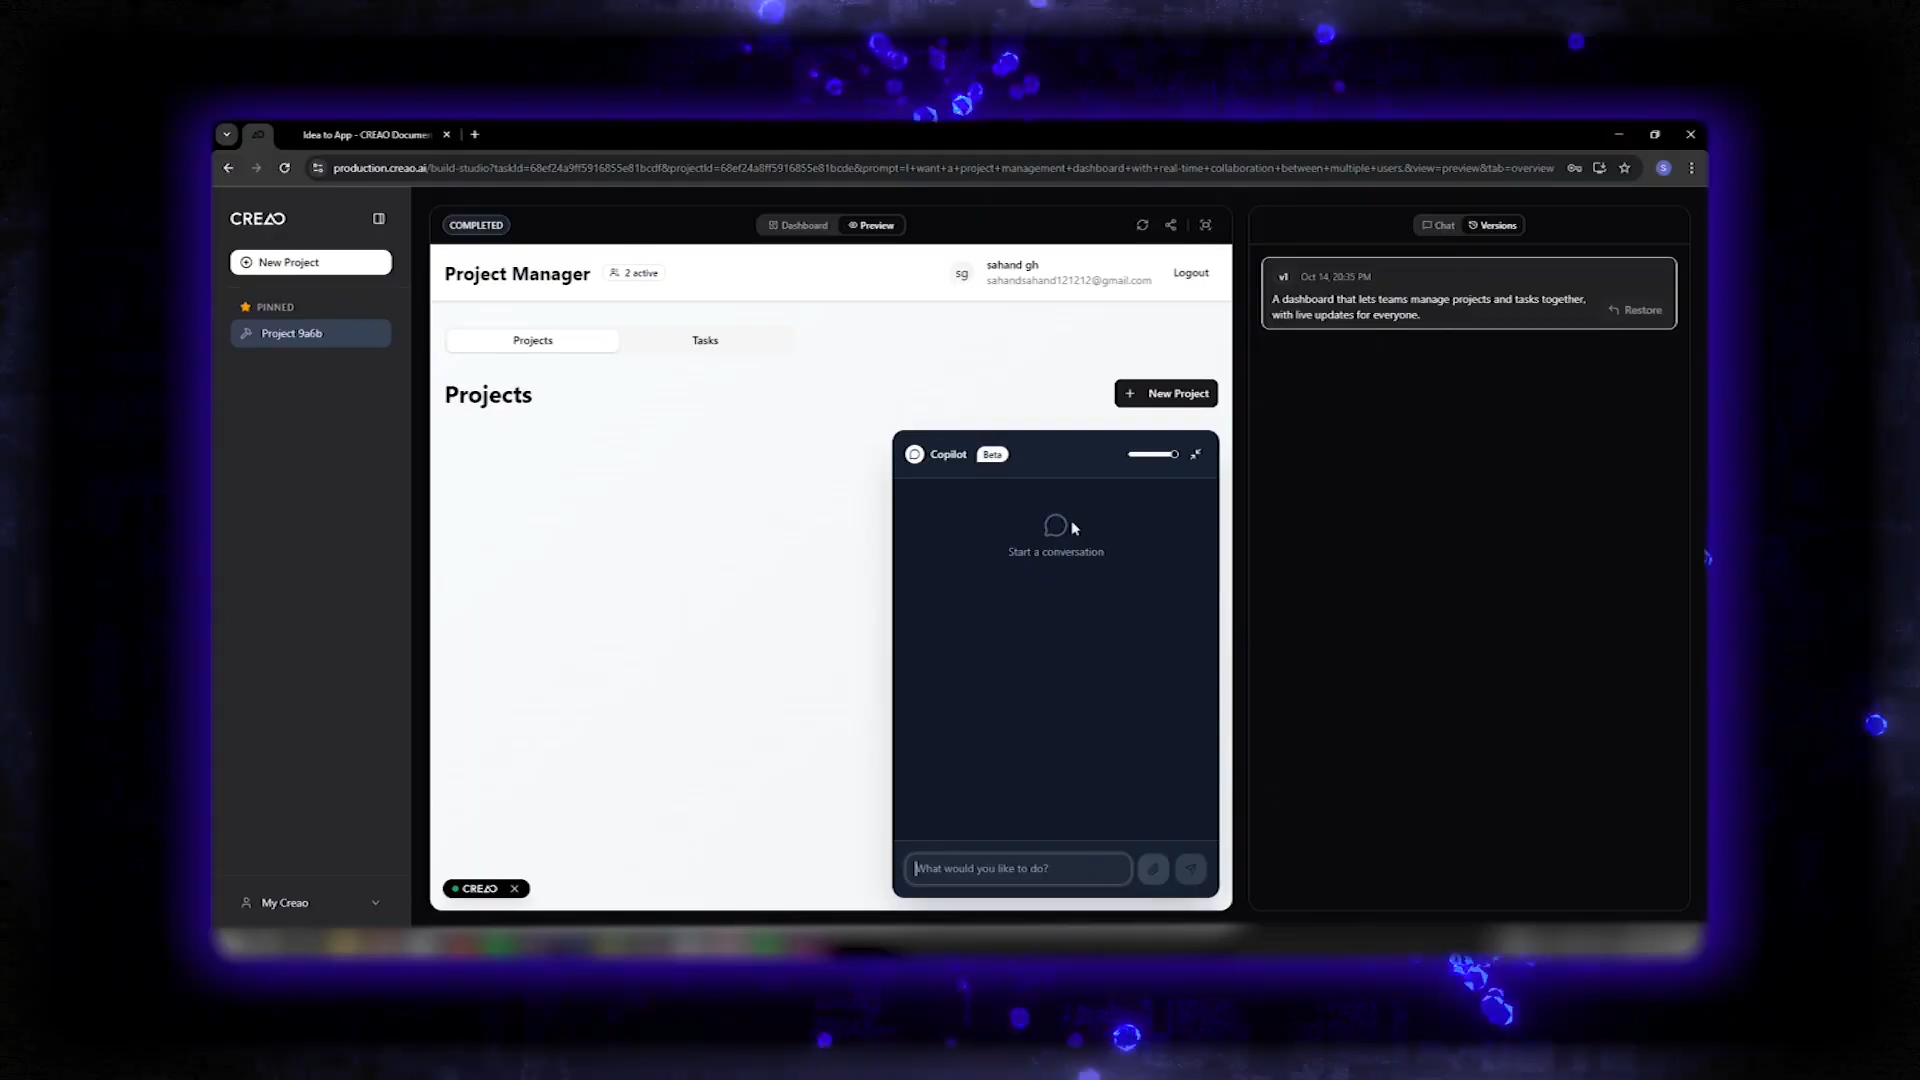 Idea to App - CREAO Documen
production.creao.ai/build-studio?taskId=68ef24a9ff5916855e81bcdf&projectId=68ef24a8ff5916855e81bcde&prompt=I+want+a+project+management+dashboard+with+real-time+collaboration+between+multiple+users.&view=preview&tab=overview
S
CREAO
New Project
PINNED
Project 9a6b
My Creao
COMPLETED
Dashboard
Preview
Project Manager
2 active
sg
sahand gh
sahandsahand121212@gmail.com
Logout
Projects
Tasks
Projects
New Project
Copilot
Beta
Start a conversation
What would you like to do?
CREAO
Chat
Versions
v1
Oct 14, 20:35 PM
A dashboard that lets teams manage projects and tasks together,
with live updates for everyone.
Restore